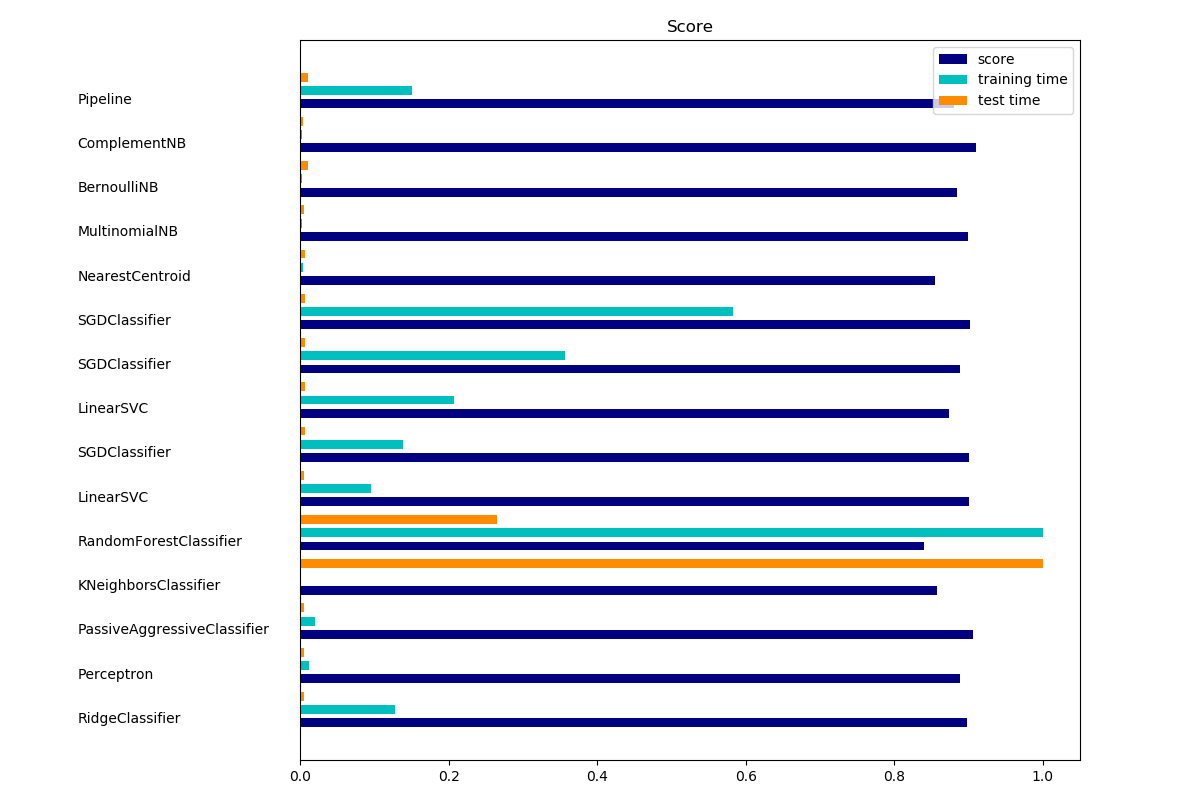 Score
score
training time
test time
Pipeline
ComplementNB
BernoulliNB
MultinomialNB
NearestCentroid
SGDClassifier
SGDClassifier
LinearSVC
SGDClassifier
LinearSVC
RandomForestClassifier
KNeighborsClassifier
PassiveAggressiveClassifier
Perceptron
RidgeClassifier
0.0 0.2 0.4 0.6 0.8 1.0